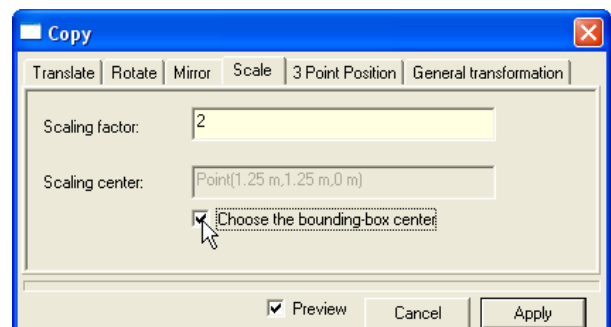 Copy
Translate Rotate Mirror Scale 3 Point Position General transformation
Scaling factor: 2
Scaling center: Point(1.25 m,1.25 m,0 m)
Choose the bounding-box center
Preview Cancel Apply